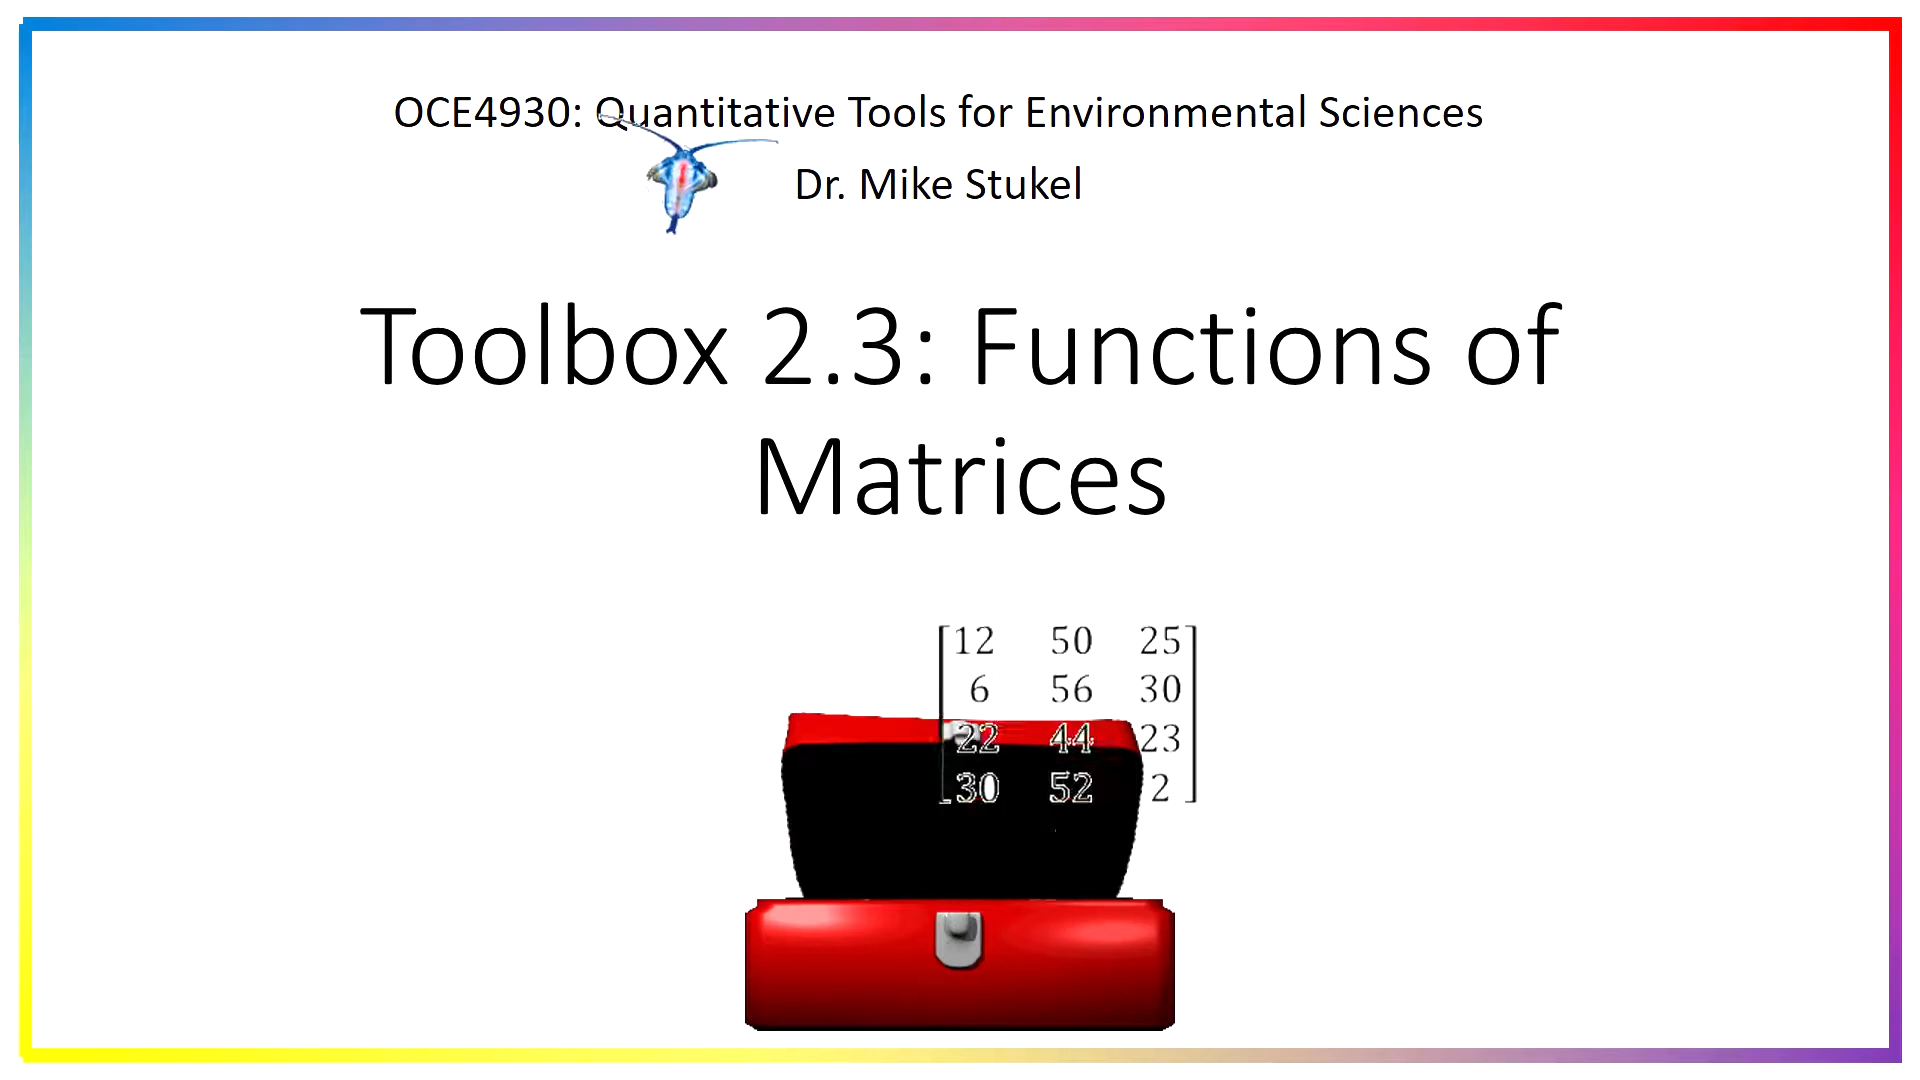 OCE4930: Quantitative Tools for Environmental Sciences
Dr. Mike Stukel
Toolbox 2.3: Functions of
Matrices
12 50 25
6 56 30
22 44 23
30 52 2